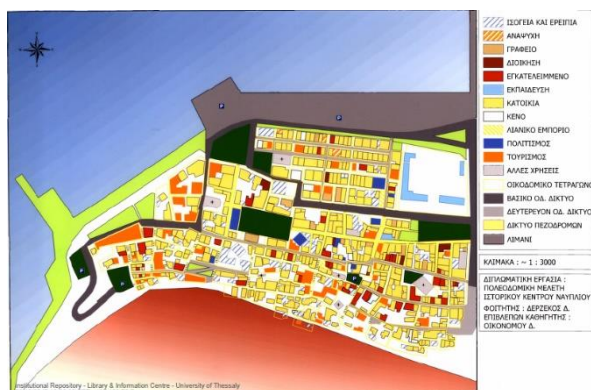 ΙΣΟΓΕΙΑ ΚΑΙ ΕΡΕΙΠΙΑ
ΑΝΑΨΥΧΗ
ΓΡΑΦΕΙΟ
ΔΙΟΙΚΗΣΗ
ΕΓΚΑΤΕΛΕΙΜΜΕΝΟ
ΕΚΠΑΙΔΕΥΣΗ
ΚΑΤΟΙΚΙΑ
ΚΕΝΟ
ΛΙΑΝΙΚΟ ΕΜΠΟΡΙΟ
ΠΟΛΙΤΙΣΜΟΣ
ΤΟΥΡΙΣΜΟΣ
ΑΛΛΕΣ ΧΡΗΣΕΙΣ
ΟΙΚΟΔΟΜΙΚΟ ΤΕΤΡΑΓΩΝΟ
ΒΑΣΙΚΟ ΟΔ. ΔΙΚΤΥΟ
ΔΕΥΤΕΡΕΥΟΝ ΟΔ. ΔΙΚΤΥΟ
ΔΙΚΤΥΟ ΠΕΖΟΔΡΟΜΩΝ
ΛΙΜΑΝΙ
ΚΛΙΜΑΚΑ : ~ 1 : 3000
ΔΙΠΛΩΜΑΤΙΚΗ ΕΡΓΑΣΙΑ :
ΠΟΛΕΟΔΟΜΙΚΗ ΜΕΛΕΤΗ
ΙΣΤΟΡΙΚΟΥ ΚΕΝΤΡΟΥ ΝΑΥΠΛΙΟΥ
ΦΟΙΤΗΤΗΣ : ΔΕΡΖΕΚΟΣ Δ.
ΕΠΙΒΛΕΠΩΝ ΚΑΘΗΓΗΤΗΣ :
ΟΙΚΟΝΟΜΟΥ Δ.
P
P
Institutional Repository - Library & Information Centre - University of Thessaly